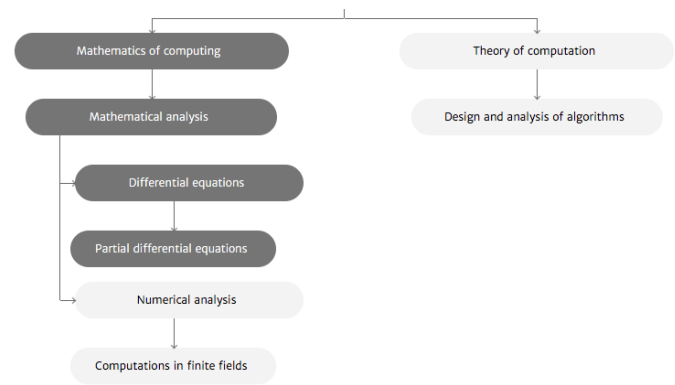 Mathematics of computing
Theory of computation
Mathematical analysis
Design and analysis of algorithms
Differential equations
Partial differential equations
Numerical analysis
Computations in finite fields